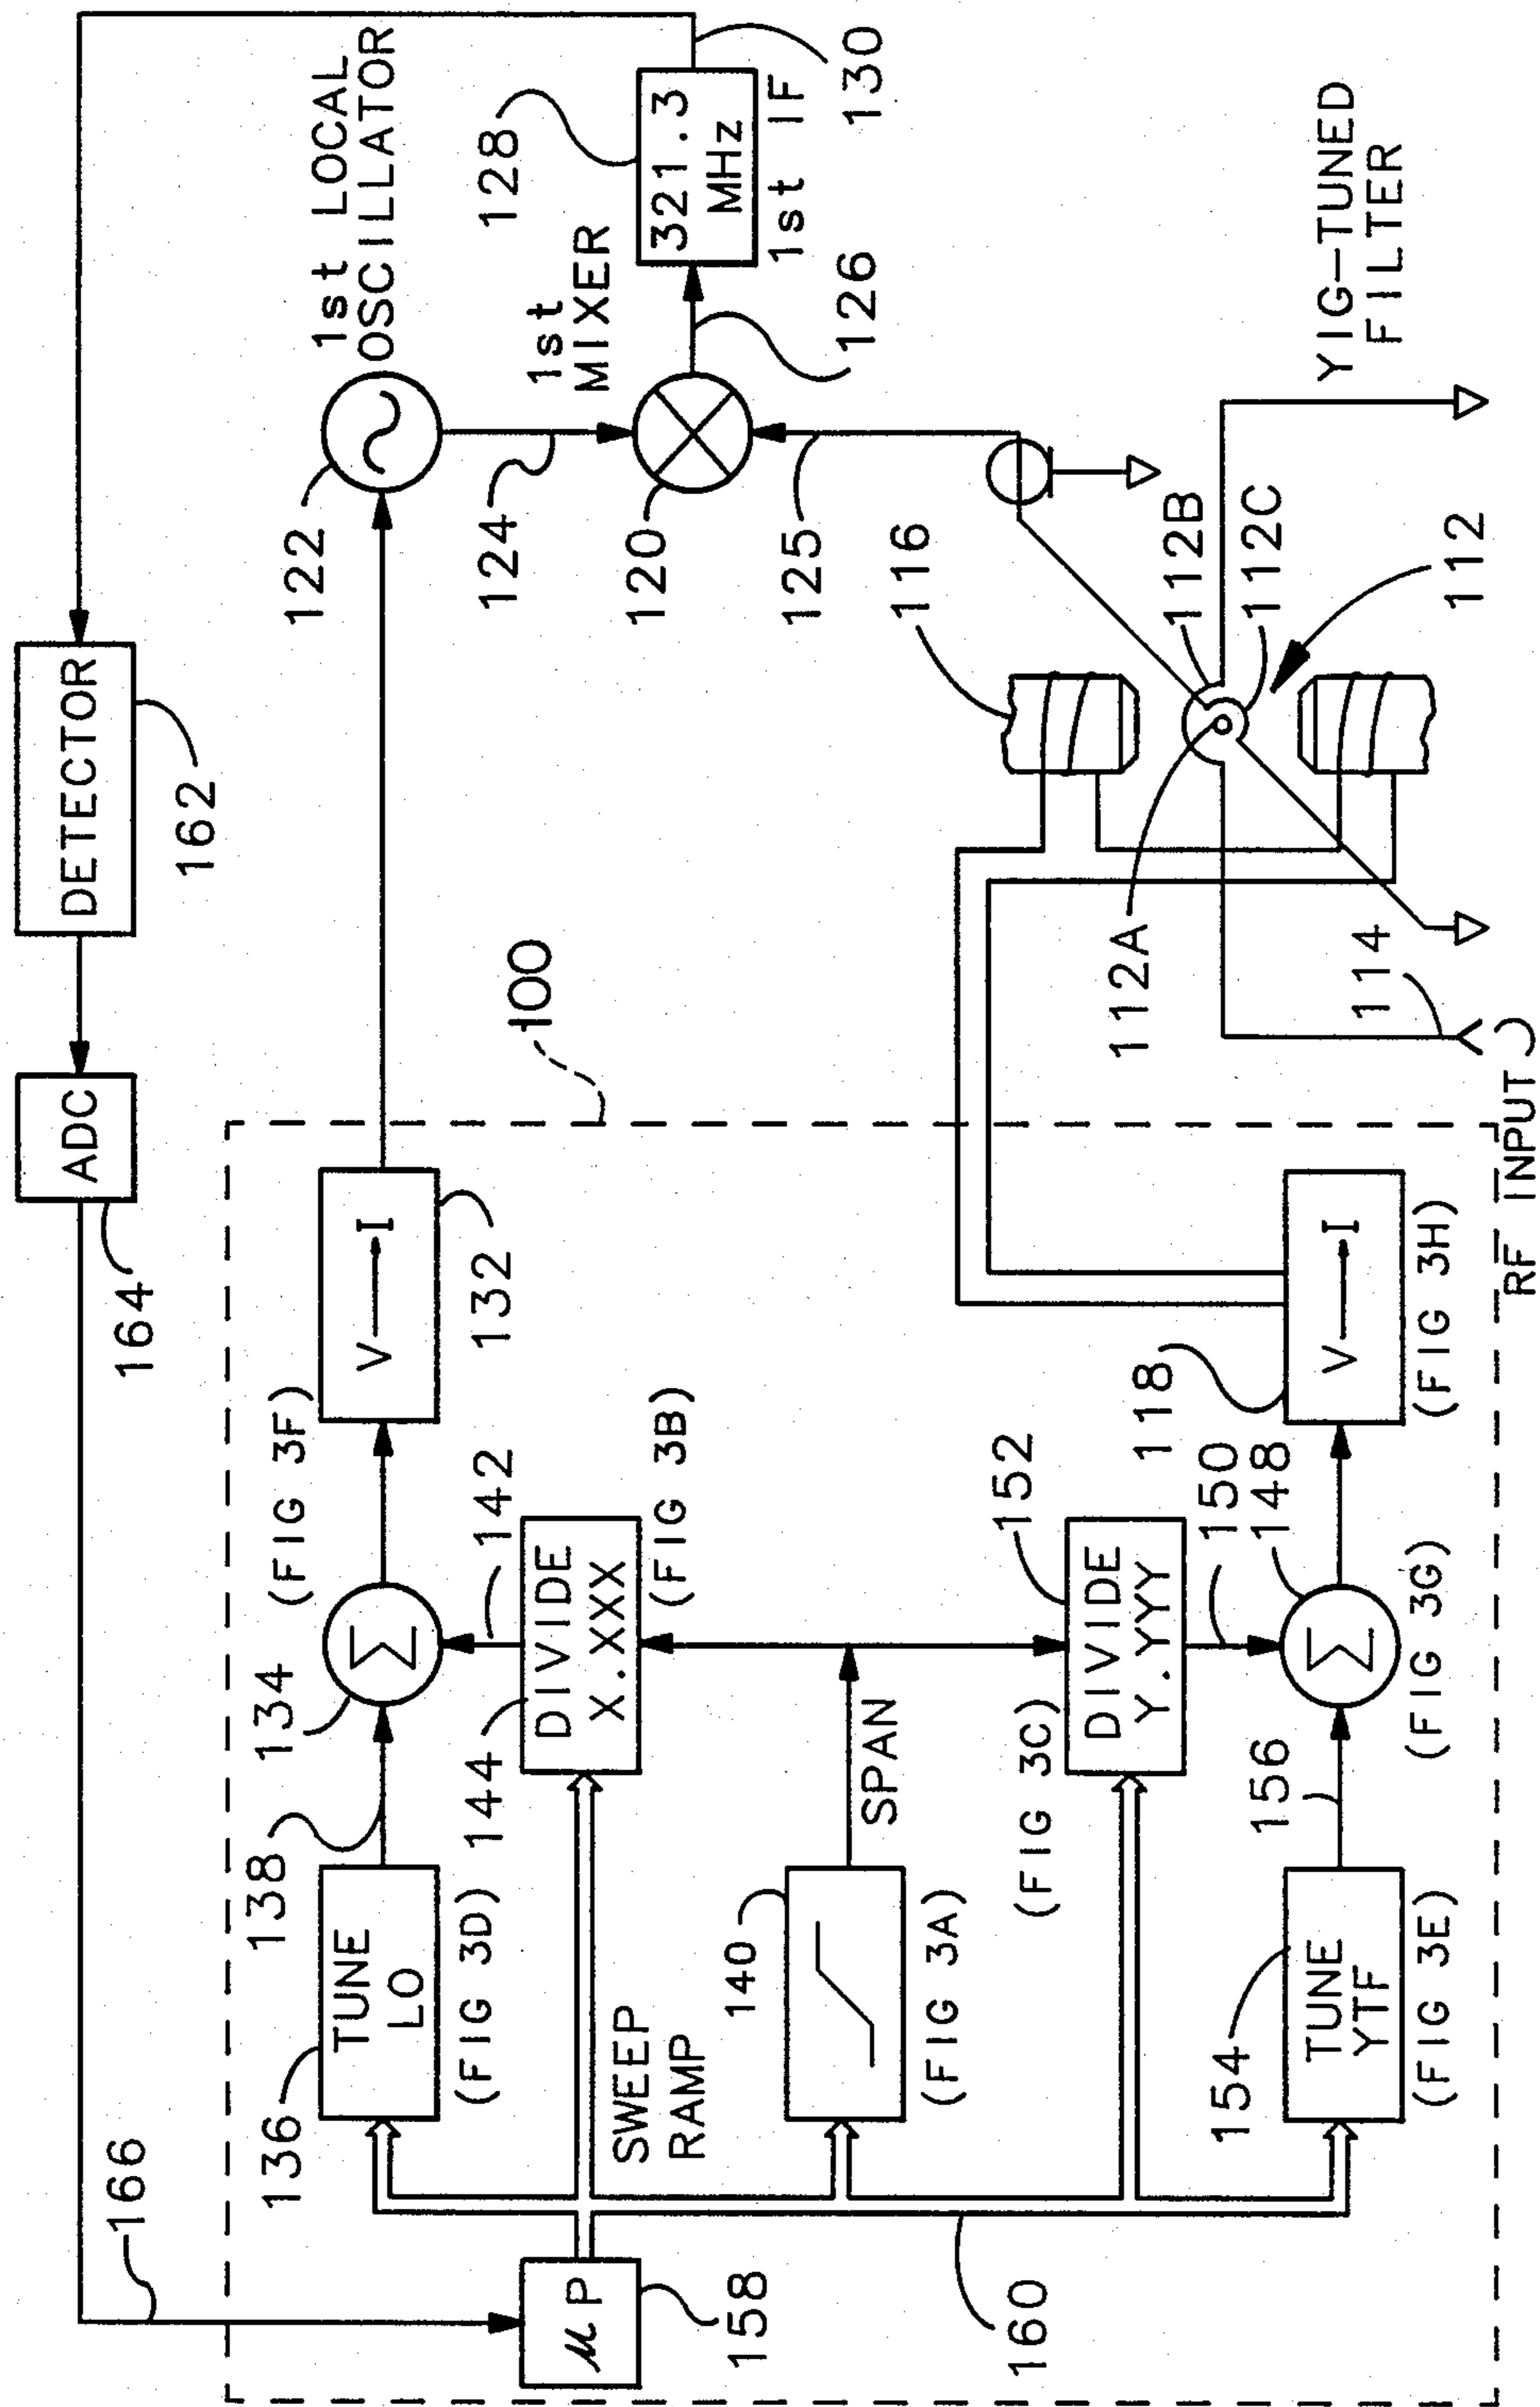 166
164
ADC
DETECTOR
162
136
TUNE
LO
(FIG 3D)
138
134
Σ
(FIG 3F)
V→I
132
100
122
1st LOCAL
OSCILLATOR
124
μP
158
160
SWEEP
RAMP
144
DIVIDE
X.XXX
142
(FIG 3B)
120
1st
MIXER
126
128
321.3
MHz
1st IF
130
125
140
(FIG 3A)
SPAN
152
DIVIDE
Y.YYY
(FIG 3C)
150
154
TUNE
YTF
(FIG 3E)
156
148
Σ
(FIG 3G)
118
V→I
(FIG 3H)
116
112A
112B
112C
112
114
RF INPUT
YIG-TUNED
FILTER